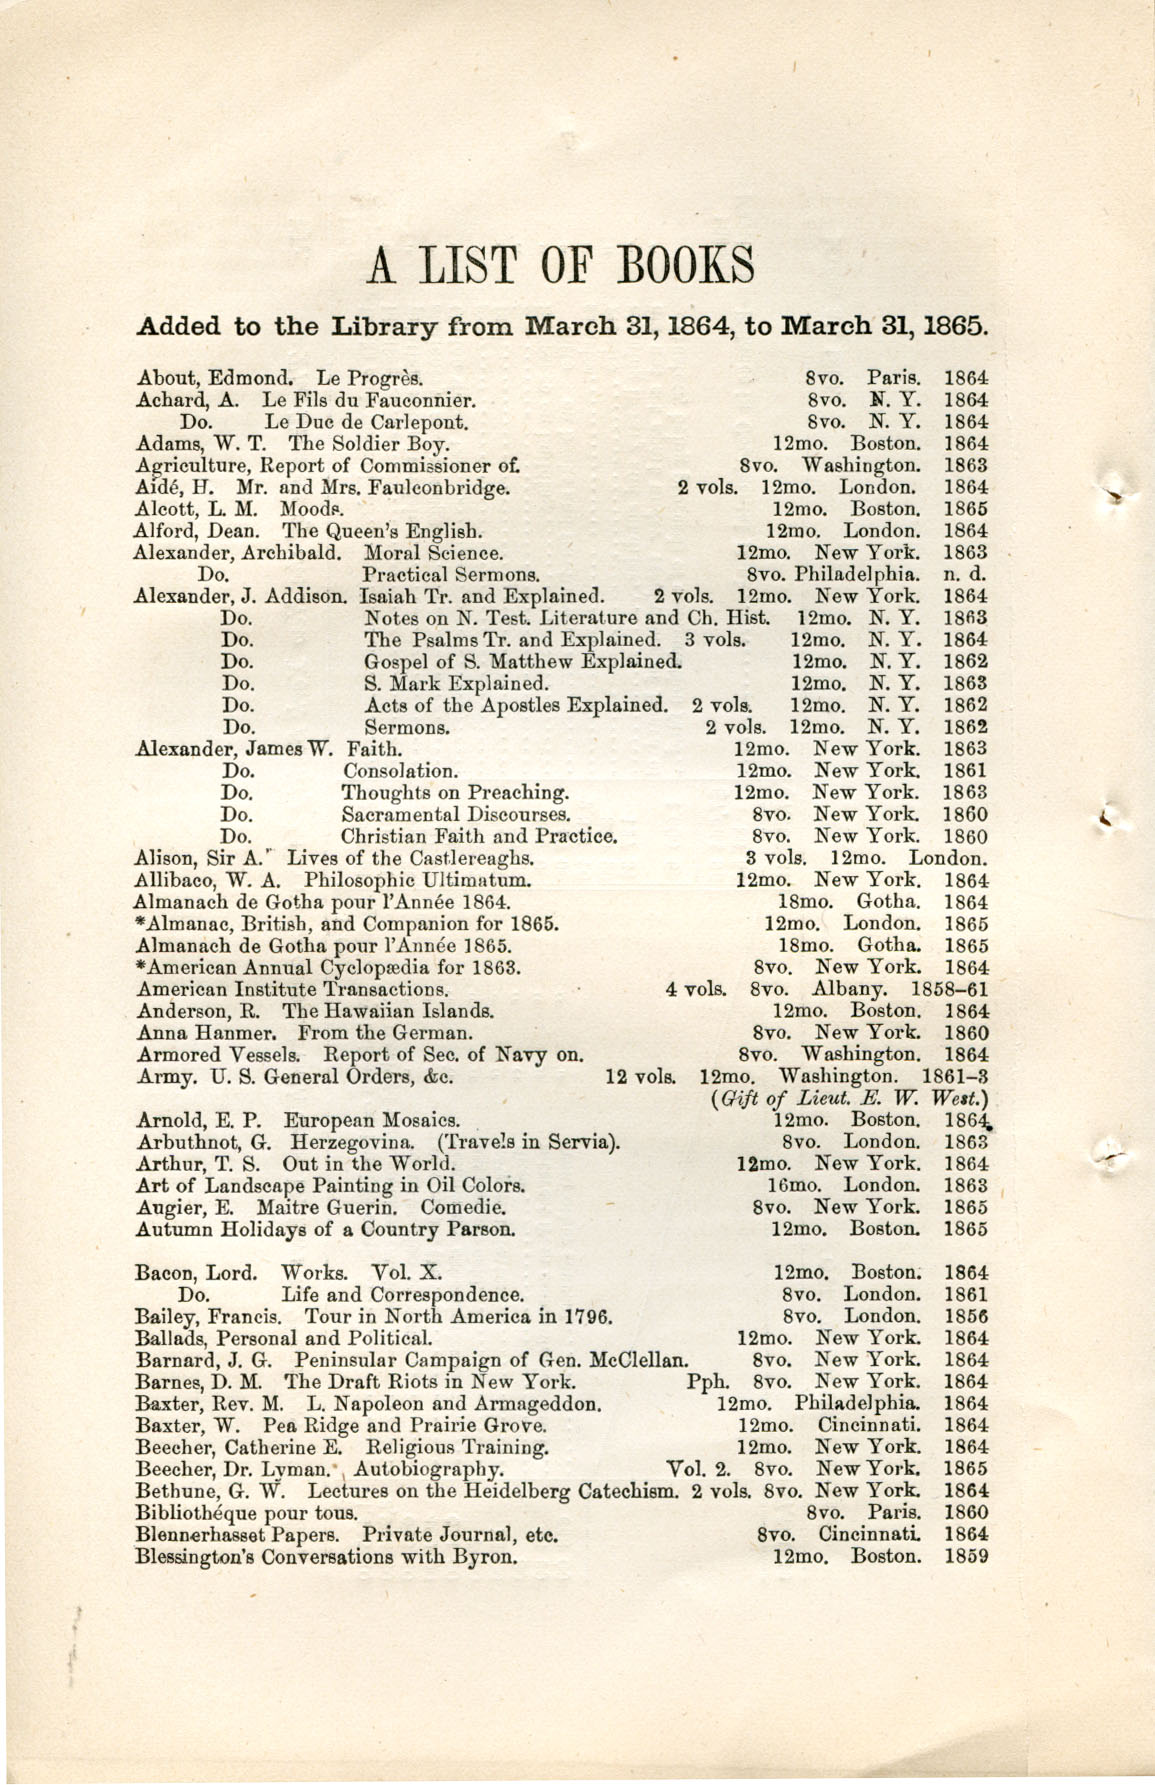 A LIST OF BOOKS
Added to the Library from March 31, 1864, to March 31, 1865.
About, Edmond. Le Progrès. 8vo. Paris. 1864
Achard, A. Le Fils du Fauconnier. 8vo. N. Y. 1864
Do. Le Duc de Carlepont. 8vo. N. Y. 1864
Adams, W. T. The Soldier Boy. 12mo. Boston. 1864
Agriculture, Report of Commissioner of. 8vo. Washington. 1863
Aidé, H. Mr. and Mrs. Faulconbridge. 2 vols. 12mo. London. 1864
Alcott, L. M. Moods. 12mo. Boston. 1865
Alford, Dean. The Queen's English. 12mo. London. 1864
Alexander, Archibald. Moral Science. 12mo. New York. 1863
Do. Practical Sermons. 8vo. Philadelphia. n. d.
Alexander, J. Addison. Isaiah Tr. and Explained. 2 vols. 12mo. New York. 1864
Do. Notes on N. Test. Literature and Ch. Hist. 12mo. N. Y. 1863
Do. The Psalms Tr. and Explained. 3 vols. 12mo. N. Y. 1864
Do. Gospel of S. Matthew Explained. 12mo. N. Y. 1862
Do. S. Mark Explained. 12mo. N. Y. 1863
Do. Acts of the Apostles Explained. 2 vols. 12mo. N. Y. 1862
Do. Sermons. 2 vols. 12mo. N. Y. 1862
Alexander, James W. Faith. 12mo. New York. 1863
Do. Consolation. 12mo. New York. 1861
Do. Thoughts on Preaching. 12mo. New York. 1863
Do. Sacramental Discourses. 8vo. New York. 1860
Do. Christian Faith and Practice. 8vo. New York. 1860
Alison, Sir A. Lives of the Castlereaghs. 3 vols. 12mo. London.
Allibaco, W. A. Philosophic Ultimatum. 12mo. New York. 1864
Almanach de Gotha pour l'Année 1864. 18mo. Gotha. 1864
*Almanac, British, and Companion for 1865. 12mo. London. 1865
Almanach de Gotha pour l'Année 1865. 18mo. Gotha. 1865
*American Annual Cyclopædia for 1863. 8vo. New York. 1864
American Institute Transactions. 4 vols. 8vo. Albany. 1858–61
Anderson, R. The Hawaiian Islands. 12mo. Boston. 1864
Anna Hanmer. From the German. 8vo. New York. 1860
Armored Vessels. Report of Sec. of Navy on. 8vo. Washington. 1864
Army. U. S. General Orders, &c. 12 vols. 12mo. Washington. 1861–3
(Gift of Lieut. E. W. West.)
Arnold, E. P. European Mosaics. 12mo. Boston. 1864
Arbuthnot, G. Herzegovina. (Travels in Servia). 8vo. London. 1863
Arthur, T. S. Out in the World. 12mo. New York. 1864
Art of Landscape Painting in Oil Colors. 16mo. London. 1863
Augier, E. Maitre Guerin. Comedie. 8vo. New York. 1865
Autumn Holidays of a Country Parson. 12mo. Boston. 1865
Bacon, Lord. Works. Vol. X. 12mo. Boston. 1864
Do. Life and Correspondence. 8vo. London. 1861
Bailey, Francis. Tour in North America in 1796. 8vo. London. 1856
Ballads, Personal and Political. 12mo. New York. 1864
Barnard, J. G. Peninsular Campaign of Gen. McClellan. 8vo. New York. 1864
Barnes, D. M. The Draft Riots in New York. Pph. 8vo. New York. 1864
Baxter, Rev. M. L. Napoleon and Armageddon. 12mo. Philadelphia. 1864
Baxter, W. Pea Ridge and Prairie Grove. 12mo. Cincinnati. 1864
Beecher, Catherine E. Religious Training. 12mo. New York. 1864
Beecher, Dr. Lyman. Autobiography. Vol. 2. 8vo. New York. 1865
Bethune, G. W. Lectures on the Heidelberg Catechism. 2 vols. 8vo. New York. 1864
Bibliothéque pour tous. 8vo. Paris. 1860
Blennerhasset Papers. Private Journal, etc. 8vo. Cincinnati. 1864
Blessington's Conversations with Byron. 12mo. Boston. 1859